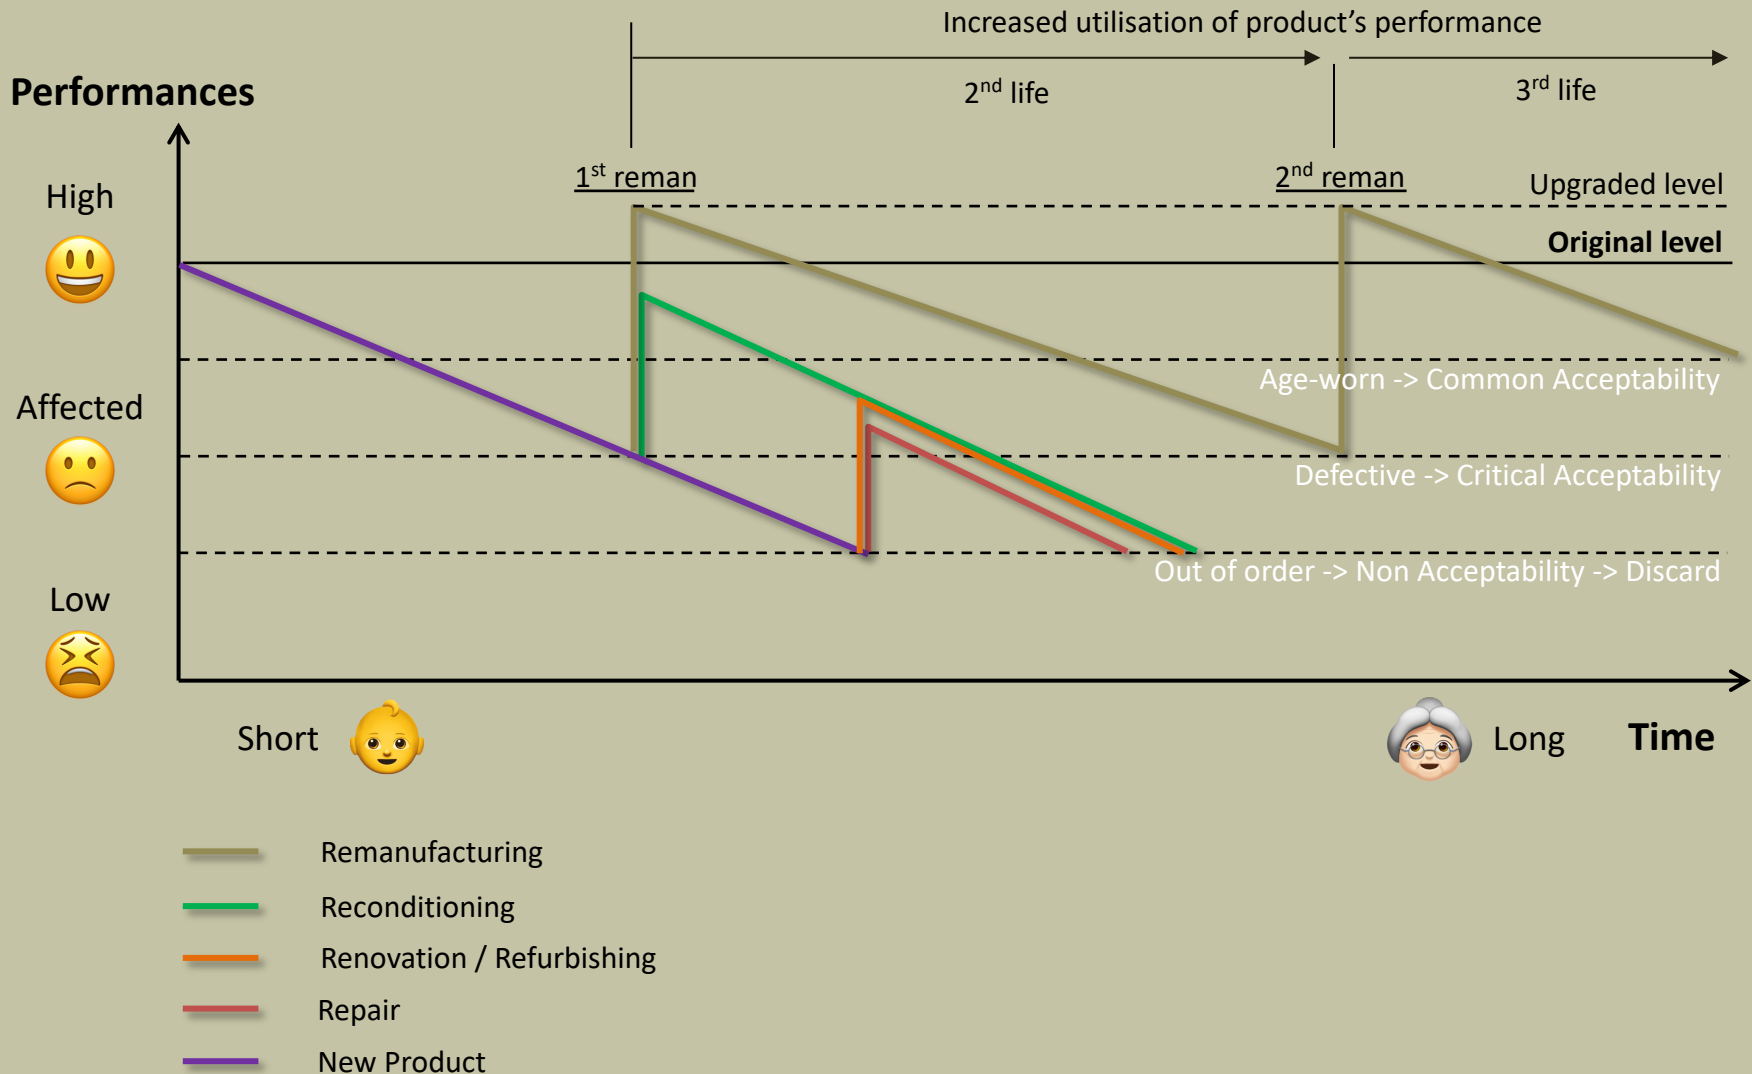 Increased utilisation of product's performance
2nd life
3rd life
Performances
1st reman
2nd reman
Upgraded level
High
Original level
Age-worn -> Common Acceptability
Affected
Defective -> Critical Acceptability
Out of order -> Non Acceptability -> Discard
Low
Short
Long
Time
Remanufacturing
Reconditioning
Renovation / Refurbishing
Repair
New Product